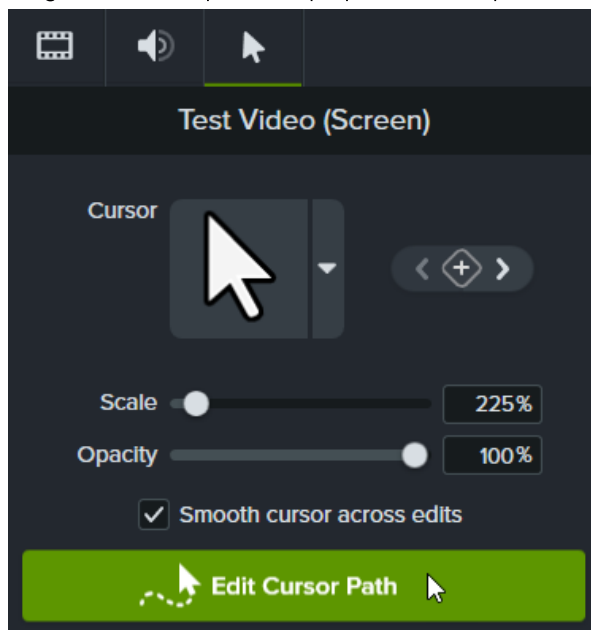 Test Video (Screen)
Cursor
Scale 225%
Opacity 100%
Smooth cursor across edits
Edit Cursor Path